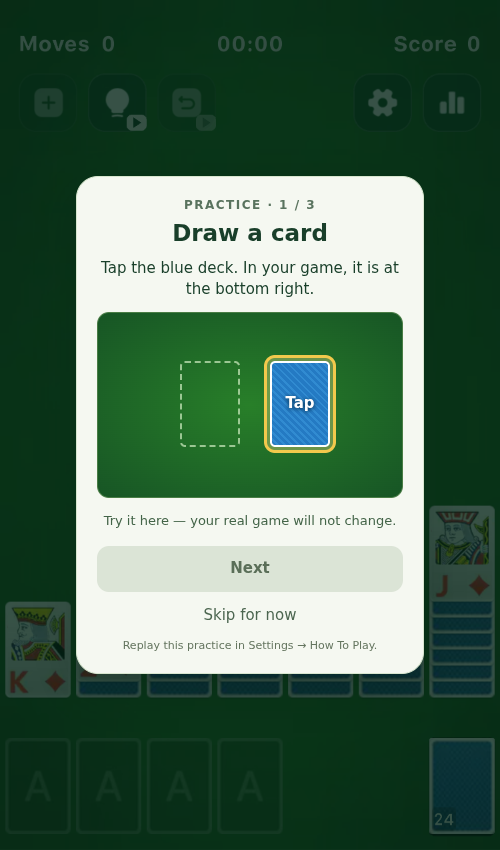 Moves 0
00:00
Score 0
PRACTICE · 1 / 3
Draw a card
Tap the blue deck. In your game, it is at
the bottom right.
Tap
Try it here — your real game will not change.
Next
Skip for now
Replay this practice in Settings → How To Play.
J
K
A
A
A
A
24